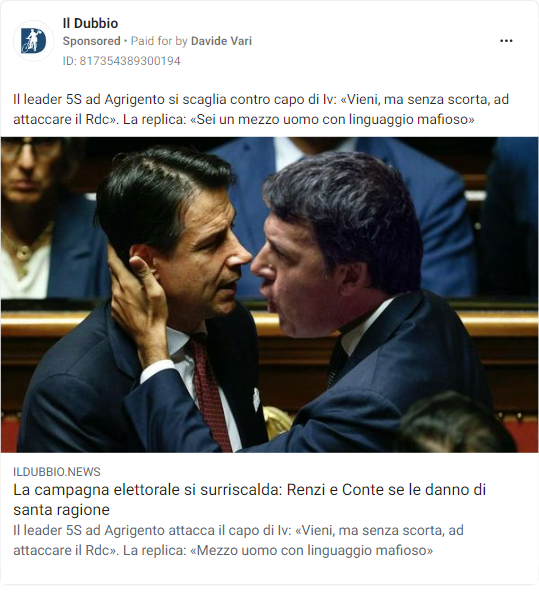 Il Dubbio
Sponsored • Paid for by Davide Vari
ID: 817354389300194
Il leader 5S ad Agrigento si scaglia contro capo di Iv: «Vieni, ma senza scorta, ad
attaccare il Rdc». La replica: «Sei un mezzo uomo con linguaggio mafioso»
ILDUBBIO.NEWS
La campagna elettorale si surriscalda: Renzi e Conte se le danno di
santa ragione
Il leader 5S ad Agrigento attacca il capo di Iv: «Vieni, ma senza scorta, ad
attaccare il Rdc». La replica: «Mezzo uomo con linguaggio mafioso»